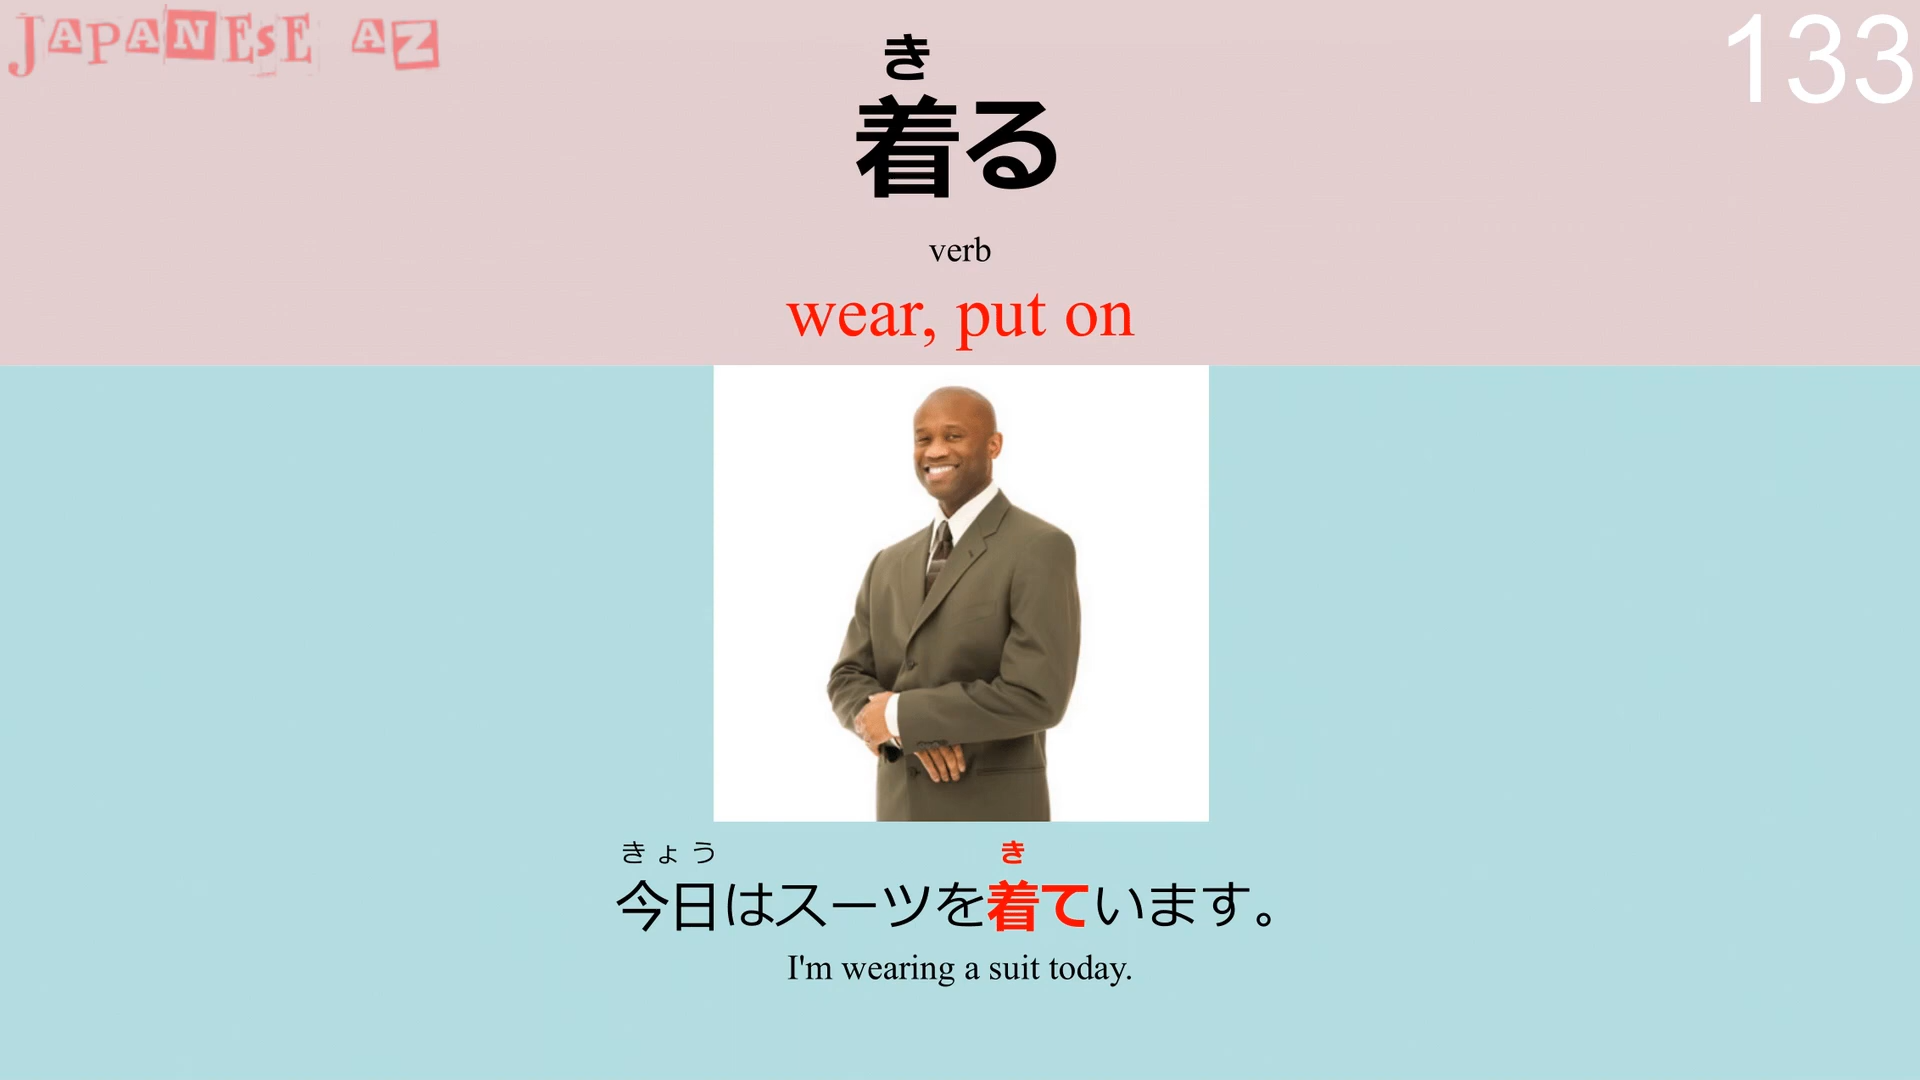 JAPANESE AZ
133
き
着る
verb
wear, put on
きょう き
今日はスーツを着ています。
I'm wearing a suit today.